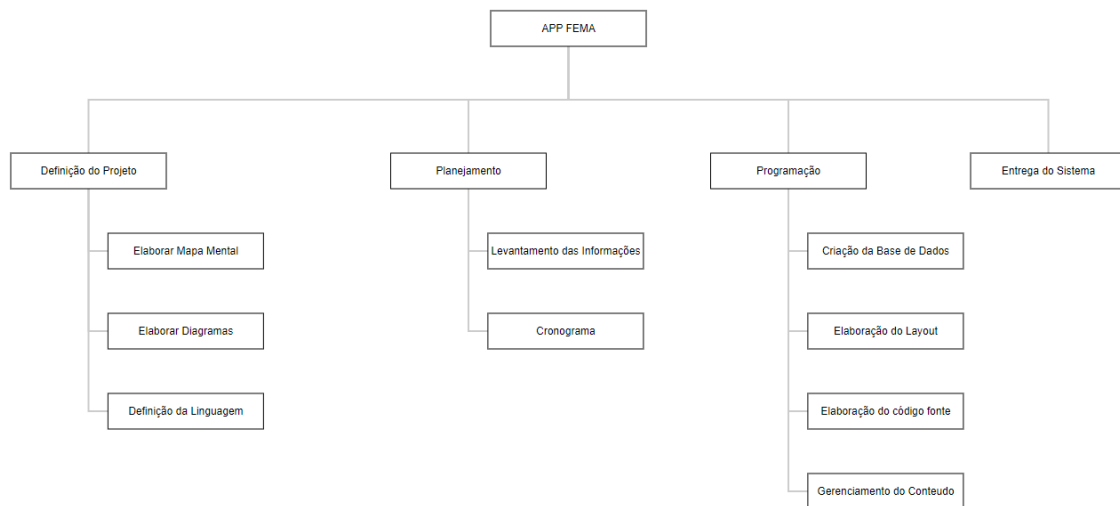 APP FEMA
Definição do Projeto
Planejamento
Programação
Entrega do Sistema
Elaborar Mapa Mental
Levantamento das Informações
Criação da Base de Dados
Elaborar Diagramas
Cronograma
Elaboração do Layout
Definição da Linguagem
Elaboração do código fonte
Gerenciamento do Conteudo